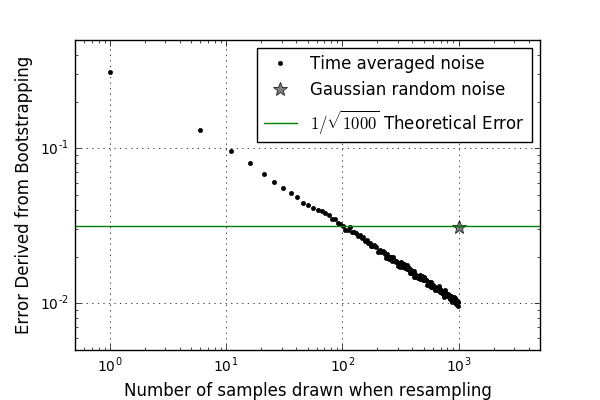 Time averaged noise
Gaussian random noise
1/√1000 Theoretical Error
Error Derived from Bootstrapping
10⁻¹
10⁻²
10⁰ 10¹ 10² 10³
Number of samples drawn when resampling